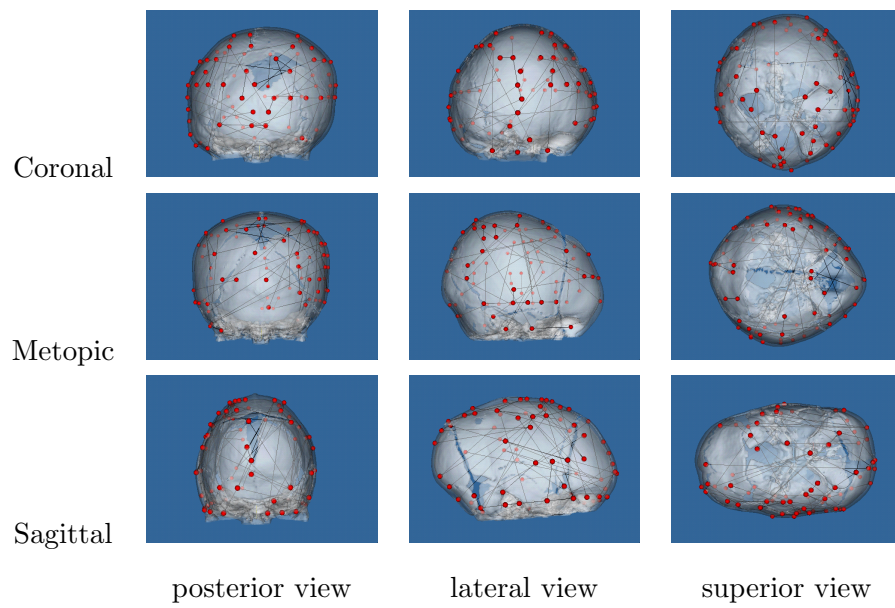 Coronal
Metopic
Sagittal
posterior view
lateral view
superior view